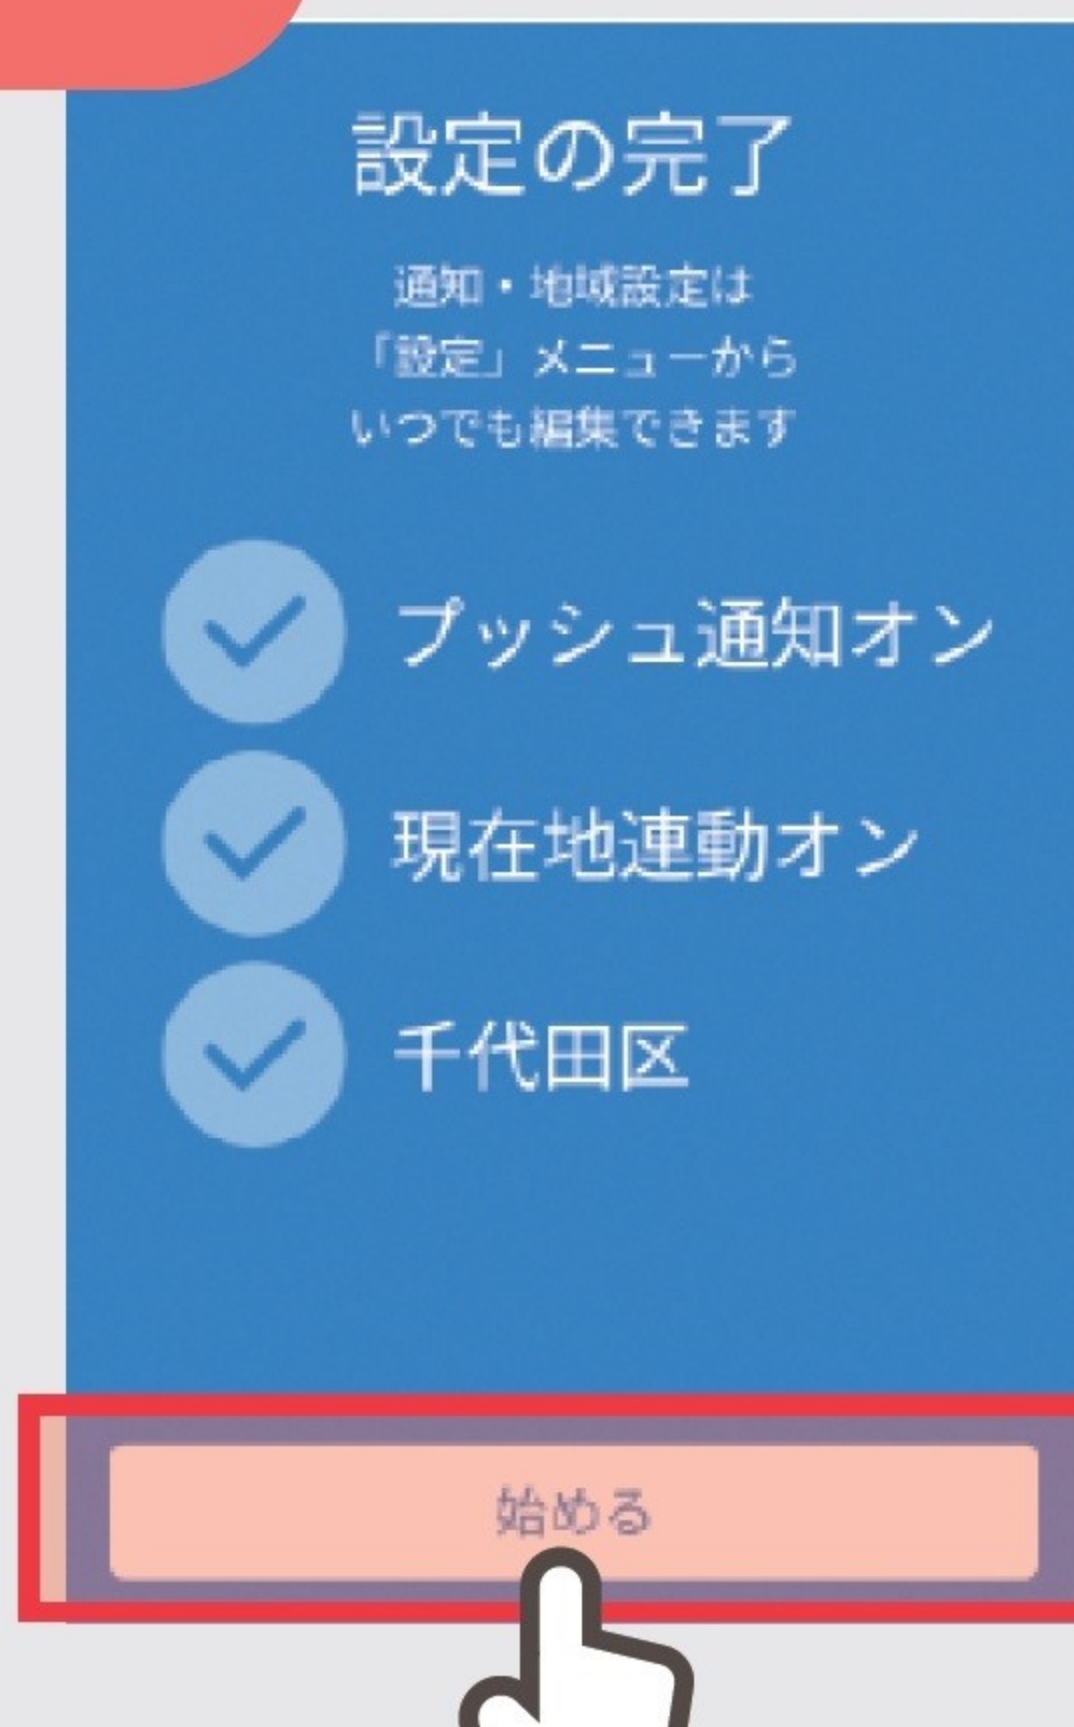 設定の完了
通知・地域設定は
「設定」メニューから
いつでも編集できます
プッシュ通知オン
現在地連動オン
千代田区
始める